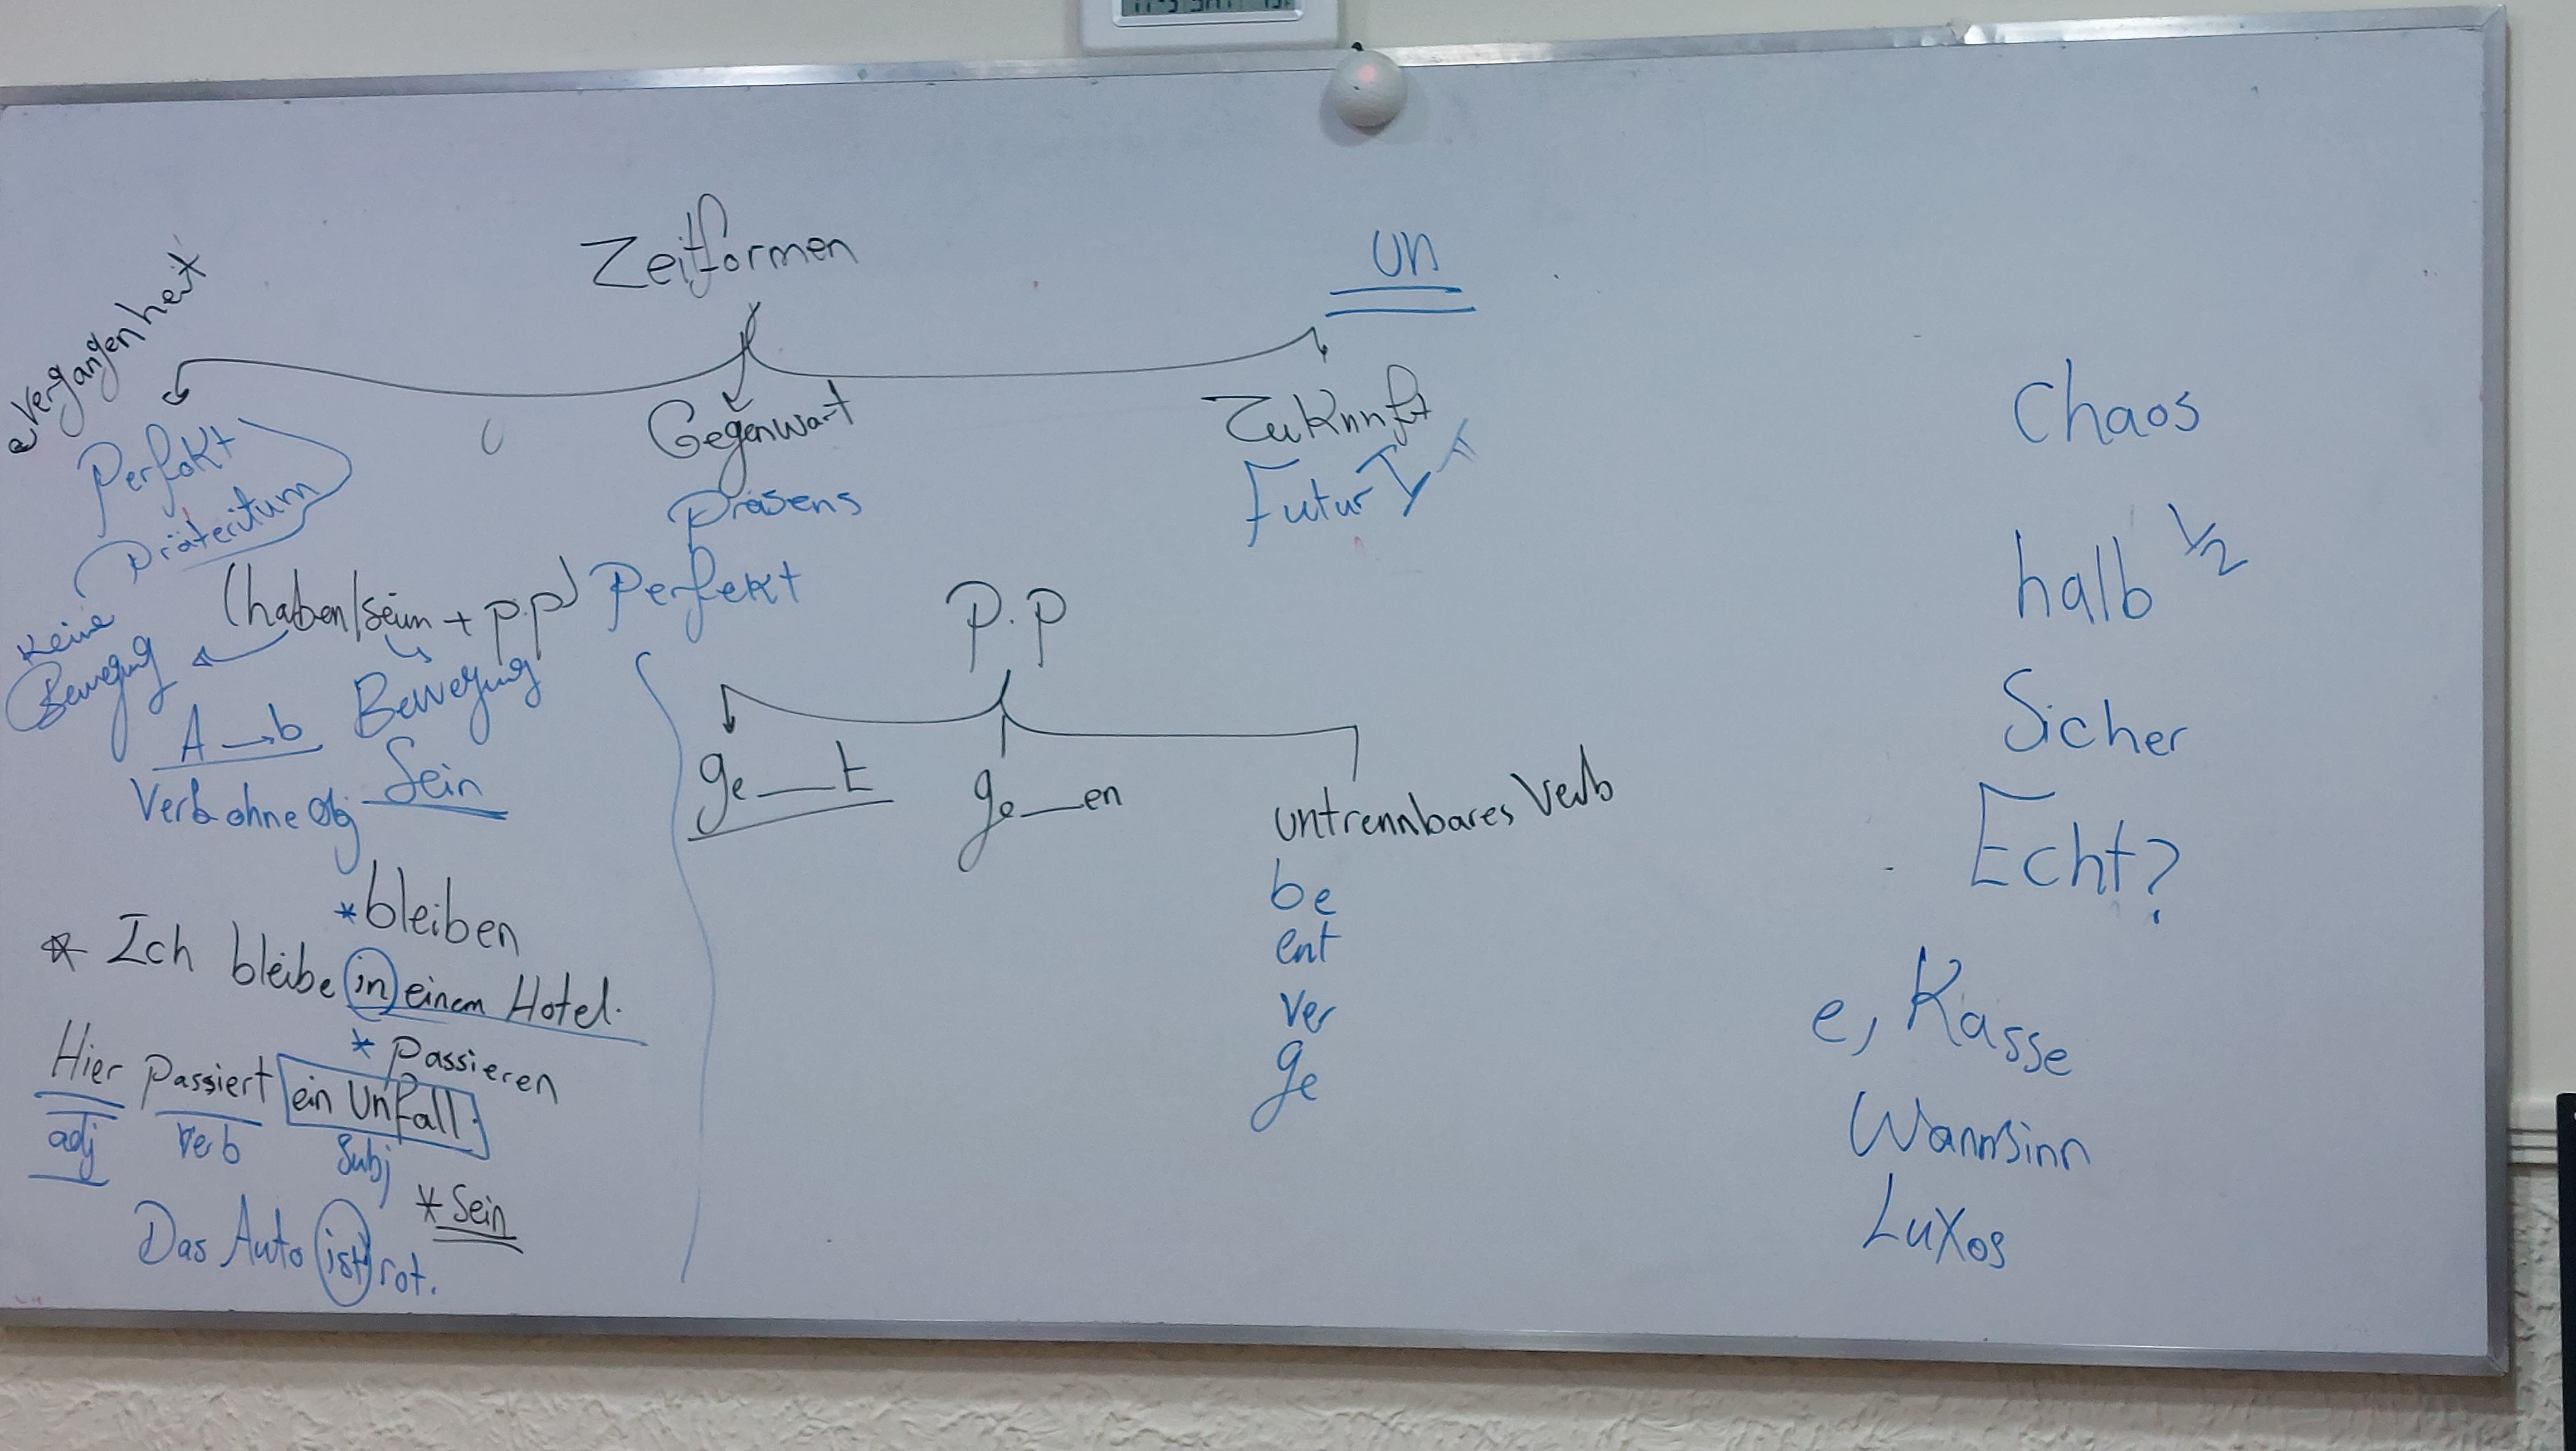 Zeitformen
un
e Vergangenheit
Gegenwart
Zukunft
Perfekt
Präteritum
Präsens
Futur I
(haben/sein + p.p) Perfekt
Keine
Bewegung
Bewegung
A → b
Sein
Verb ohne Obj
* bleiben
* Ich bleibe in einem Hotel.
* Passieren
Hier Passiert ein Unfall.
adj verb Subj
* Sein
Das Auto ist rot.
P.P
ge__t
ge__en
untrennbares Verb
be
ent
ver
ge
Chaos
halb 1/2
Sicher
Echt?
e, Kasse
Wannsinn
Luxos